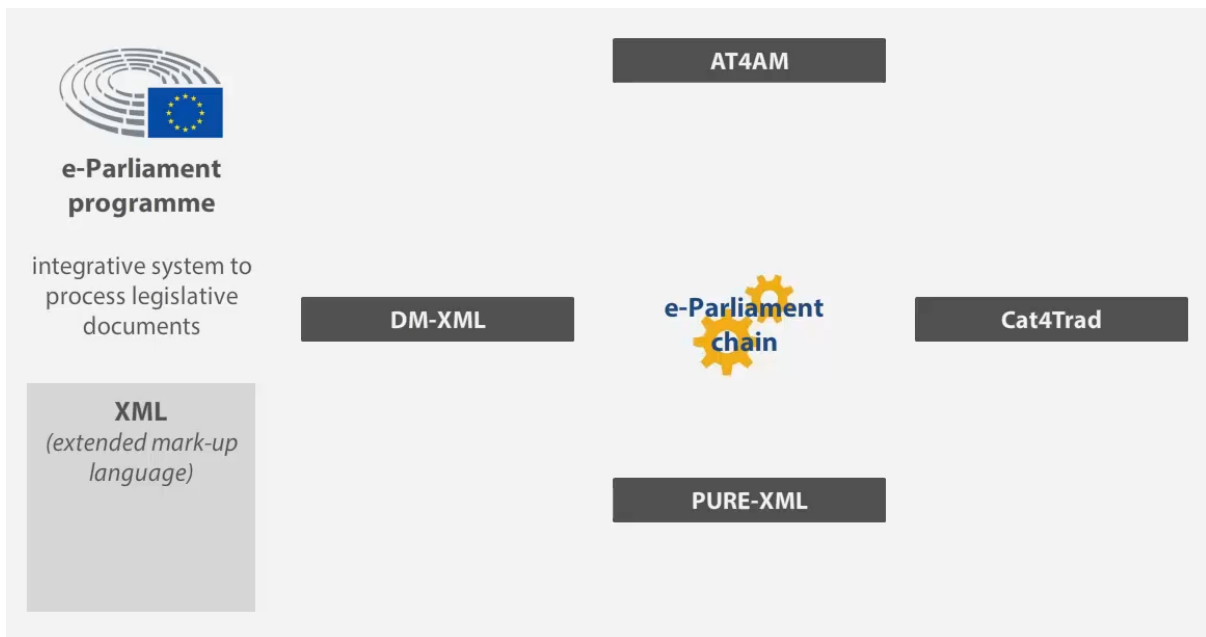 e-Parliament
programme
integrative system to
process legislative
documents
XML
(extended mark-up
language)
AT4AM
DM-XML
e-Parliament
chain
Cat4Trad
PURE-XML